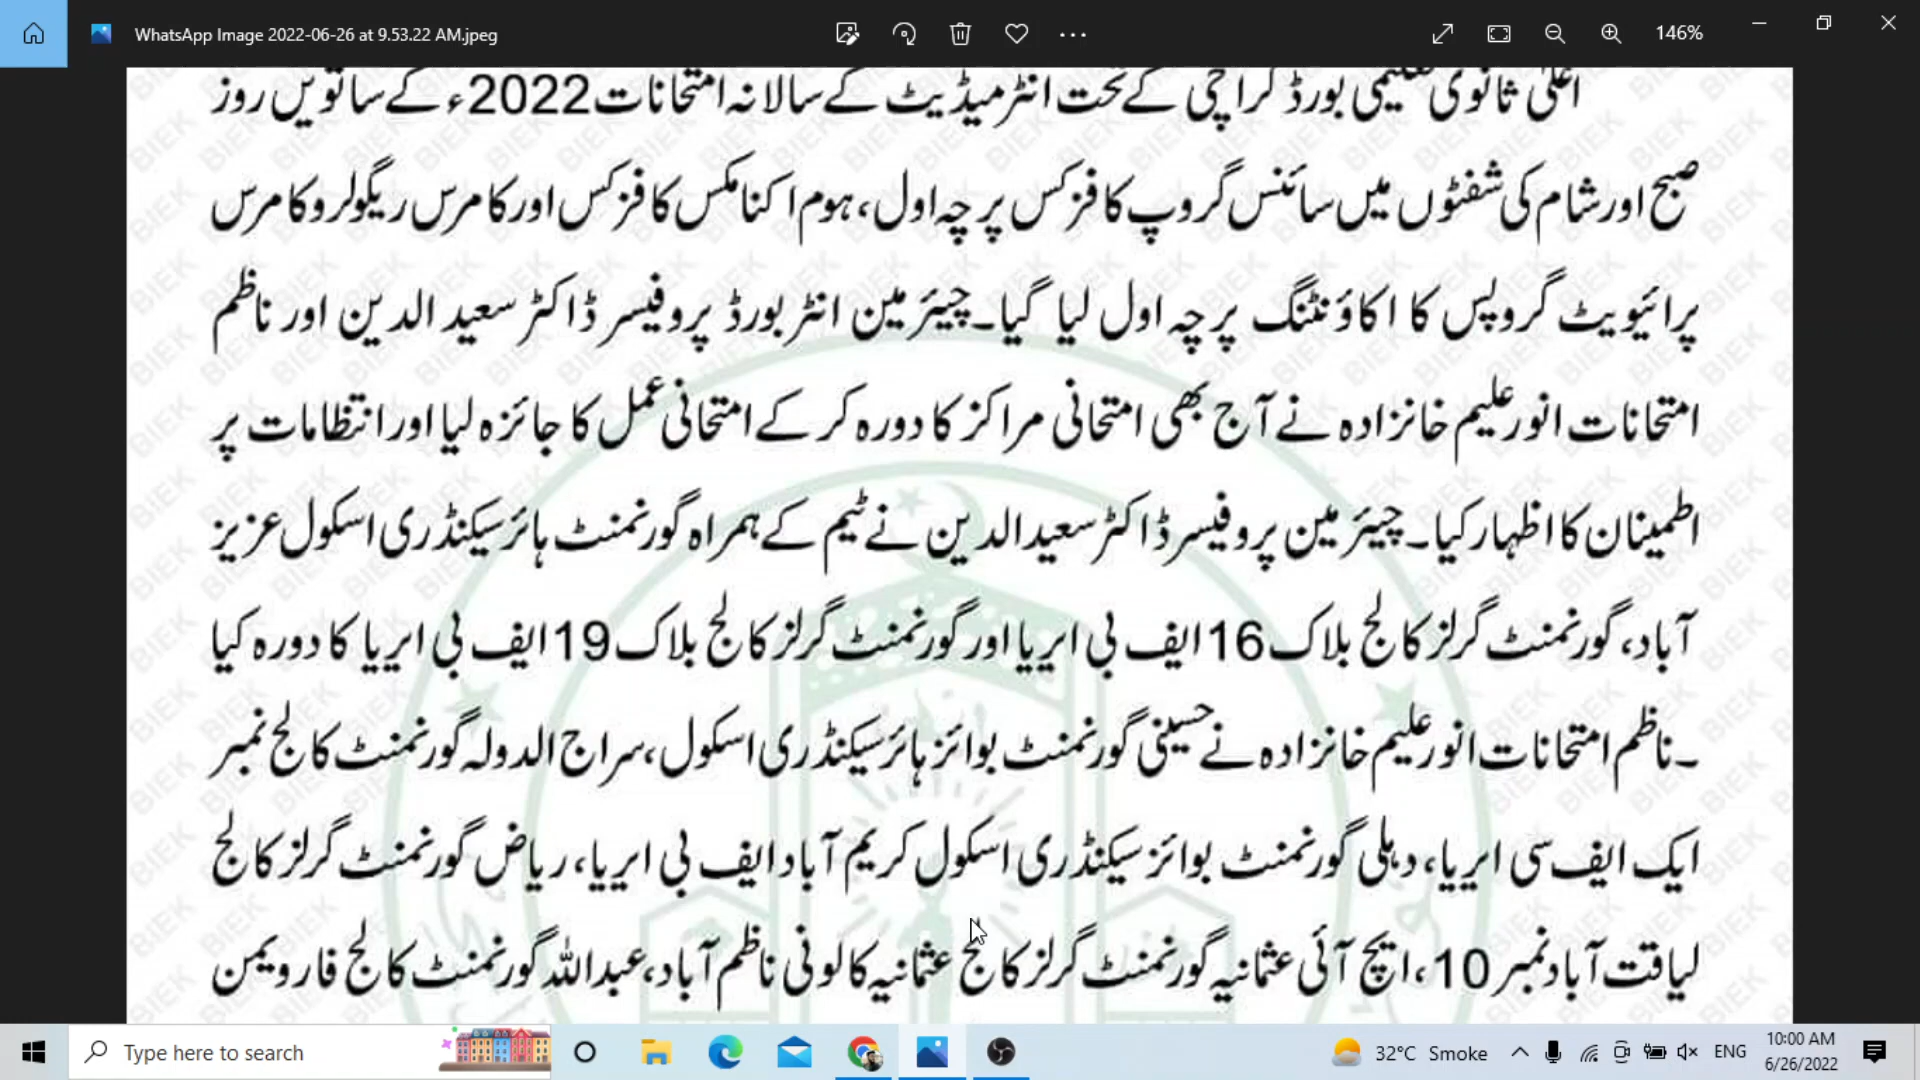 WhatsApp Image 2022-06-26 at 9.53.22 AM.jpeg
146%
اعلیٰ ثانوی تعلیمی بورڈ کراچی کے تحت انٹرمیڈیٹ کے سالانہ امتحانات 2022ء کے ساتویں روز
صبح اور شام کی شفٹوں میں سائنس گروپ کا فزکس پرچہ اول، ہوم اکنامکس کا فزکس اور کامرس ریگولر و کامرس
پرائیویٹ گروپس کا اکاؤنٹنگ پرچہ اول لیا گیا۔ چیئرمین انٹربورڈ پروفیسر ڈاکٹر سعید الدین اور ناظم
امتحانات انور علیم خانزادہ نے آج بھی امتحانی مراکز کا دورہ کر کے امتحانی عمل کا جائزہ لیا اور انتظامات پر
اطمینان کا اظہار کیا۔ چیئرمین پروفیسر ڈاکٹر سعید الدین نے ٹیم کے ہمراہ گورنمنٹ ہائر سیکنڈری اسکول عزیز
آباد، گورنمنٹ گرلز کالج بلاک 16 ایف بی ایریا اور گورنمنٹ گرلز کالج بلاک 19 ایف بی ایریا کا دورہ کیا
۔ ناظم امتحانات انور علیم خانزادہ نے حسینی گورنمنٹ بوائز ہائر سیکنڈری اسکول، سراج الدولہ گورنمنٹ کالج نمبر
ایک ایف سی ایریا، دہلی گورنمنٹ بوائز سیکنڈری اسکول کریم آباد ایف بی ایریا، ریاض گورنمنٹ گرلز کالج
لیاقت آباد نمبر 10، ایچ آئی عثمانیہ گورنمنٹ گرلز کالج عثمانیہ کالونی ناظم آباد، عبداللہ گورنمنٹ کالج فار ویمن
Type here to search
32°C Smoke
ENG
10:00 AM
6/26/2022